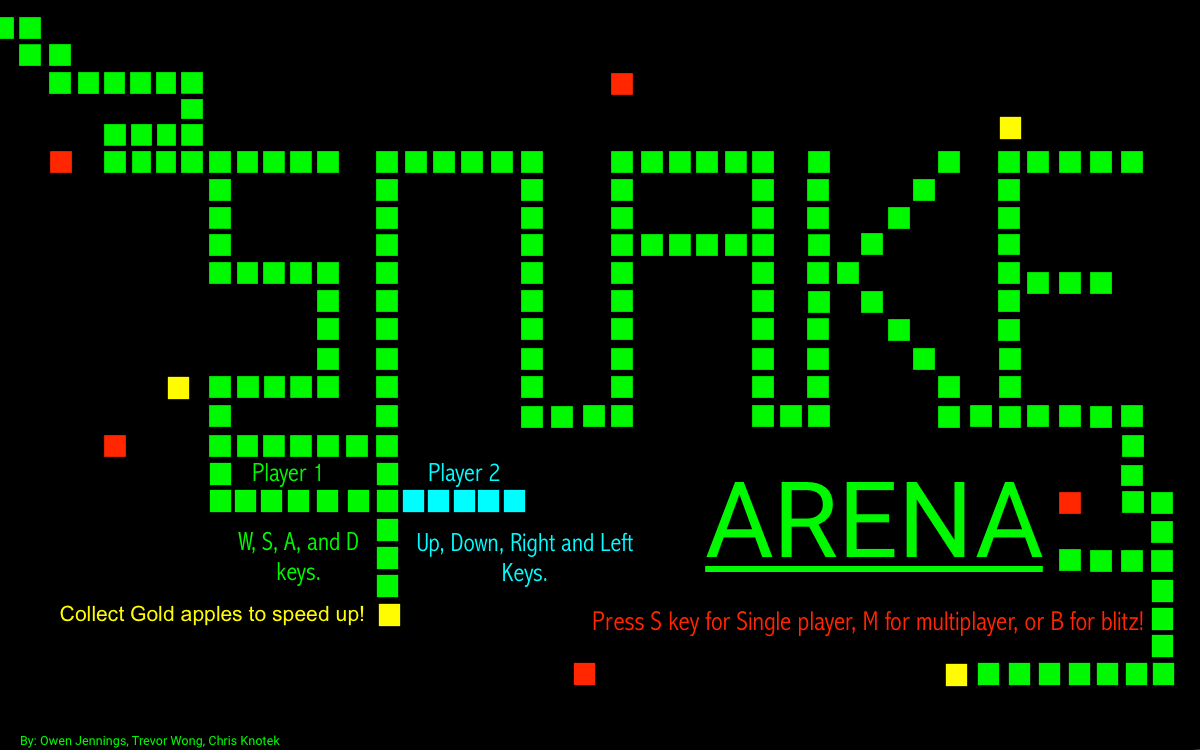 SNAKE
Player 1
Player 2
ARENA
W, S, A, and D
keys.
Up, Down, Right and Left
Keys.
Collect Gold apples to speed up!
Press S key for Single player, M for multiplayer, or B for blitz!
By: Owen Jennings, Trevor Wong, Chris Knotek